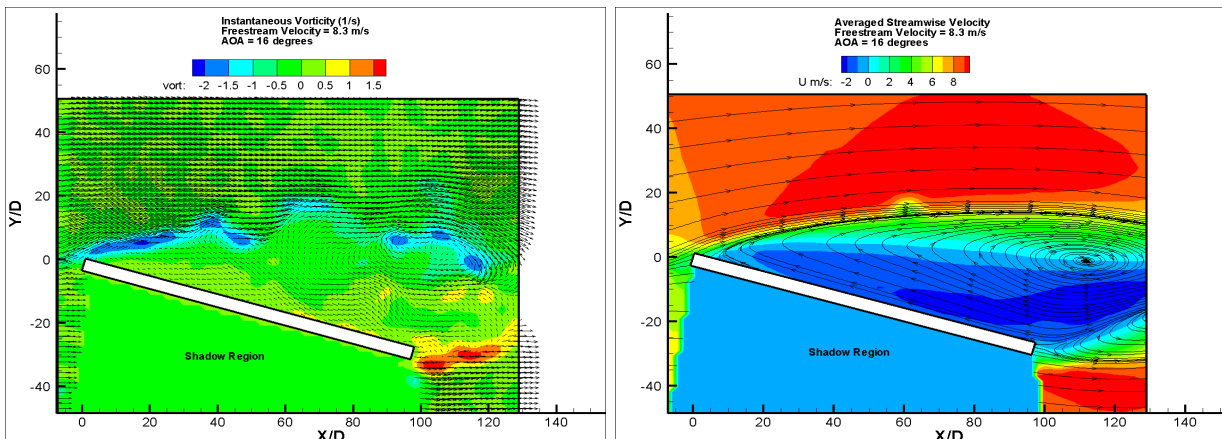 Instantaneous Vorticity (1/s)
Freestream Velocity = 8.3 m/s
AOA = 16 degrees
vort: -2 -1.5 -1 -0.5 0 0.5 1 1.5
Y/D
60
40
20
0
-20
-40
Shadow Region
0 20 40 60 80 100 120 140
X/D
Averaged Streamwise Velocity
Freestream Velocity = 8.3 m/s
AOA = 16 degrees
U m/s: -2 0 2 4 6 8
Y/D
60
40
20
0
-20
-40
Shadow Region
0 20 40 60 80 100 120 140
X/D